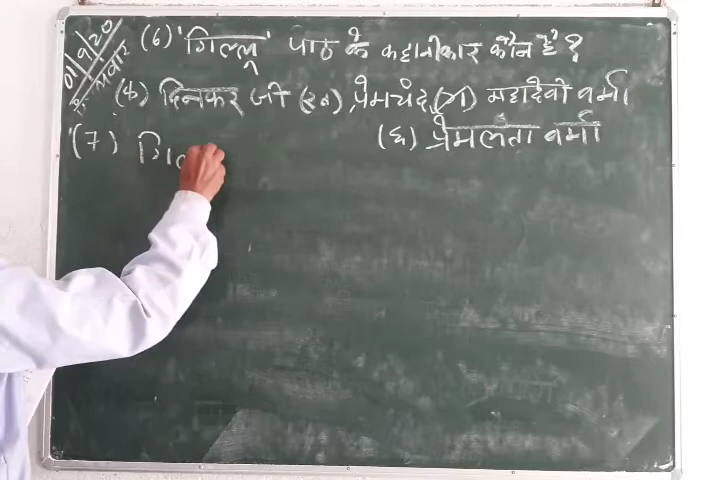 01/9/20
मंगलवार
(6) 'गिल्लू' पाठ के कहानीकार कौन है ?
(क) दिनकर जी (ख) प्रेमचंद (ग) महादेवी वर्मा
(घ) प्रेमलता वर्मा
(7) गिल